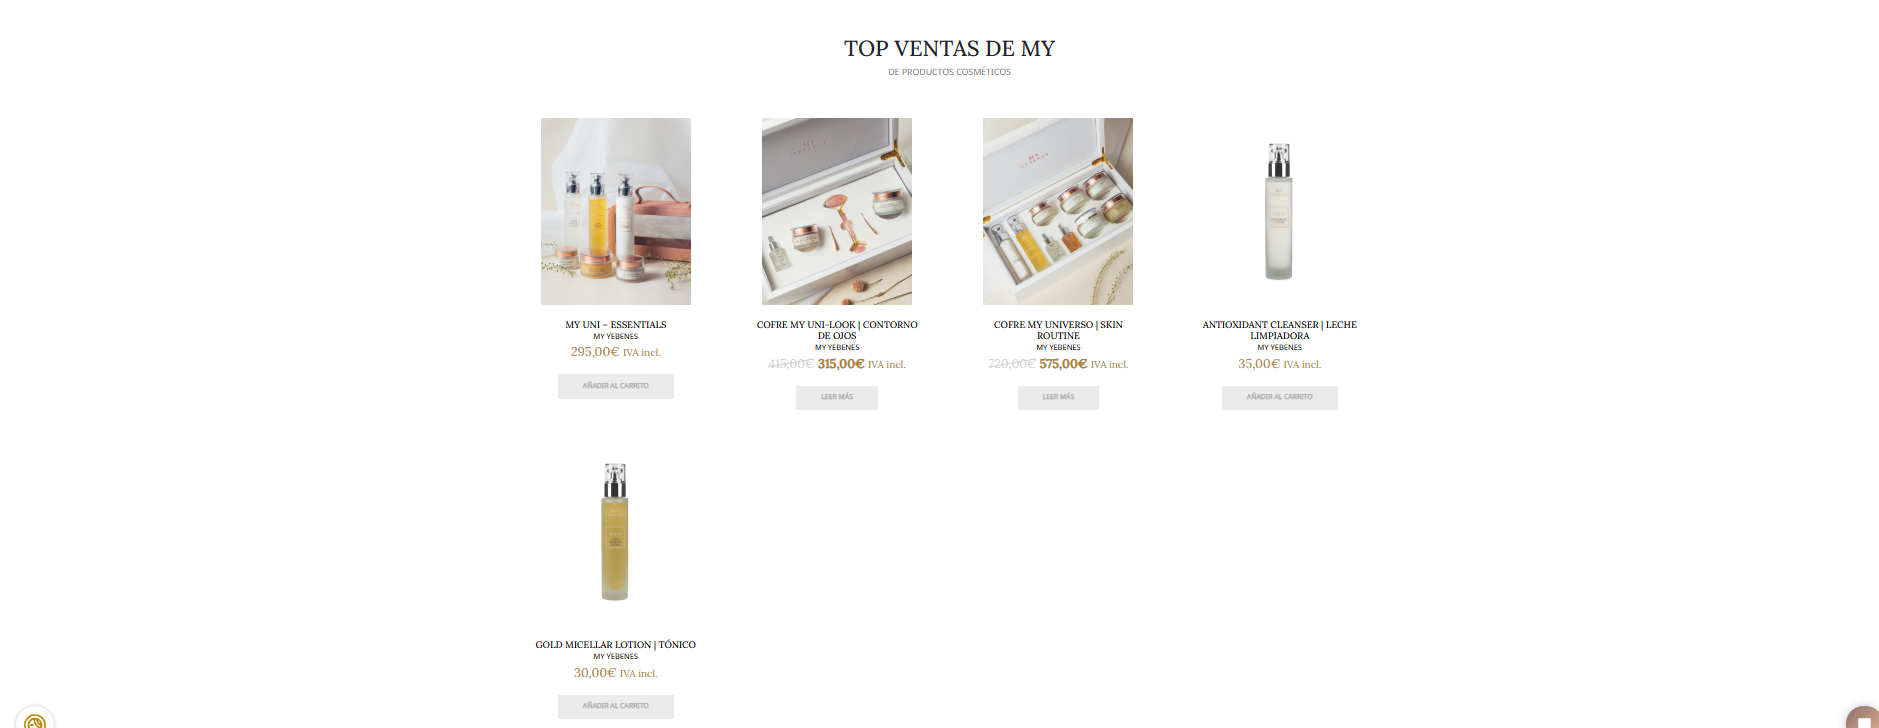 TOP VENTAS DE MY
DE PRODUCTOS COSMÉTICOS
MY UNI – ESSENTIALS
MY YEBENES
295,00€ IVA incl.
AÑADIR AL CARRITO
COFRE MY UNI-LOOK | CONTORNO
DE OJOS
MY YEBENES
415,00€ 315,00€ IVA incl.
LEER MÁS
COFRE MY UNIVERSO | SKIN
ROUTINE
MY YEBENES
720,00€ 575,00€ IVA incl.
LEER MÁS
ANTIOXIDANT CLEANSER | LECHE
LIMPIADORA
MY YEBENES
35,00€ IVA incl.
AÑADIR AL CARRITO
GOLD MICELLAR LOTION | TÓNICO
MY YEBENES
30,00€ IVA incl.
AÑADIR AL CARRITO